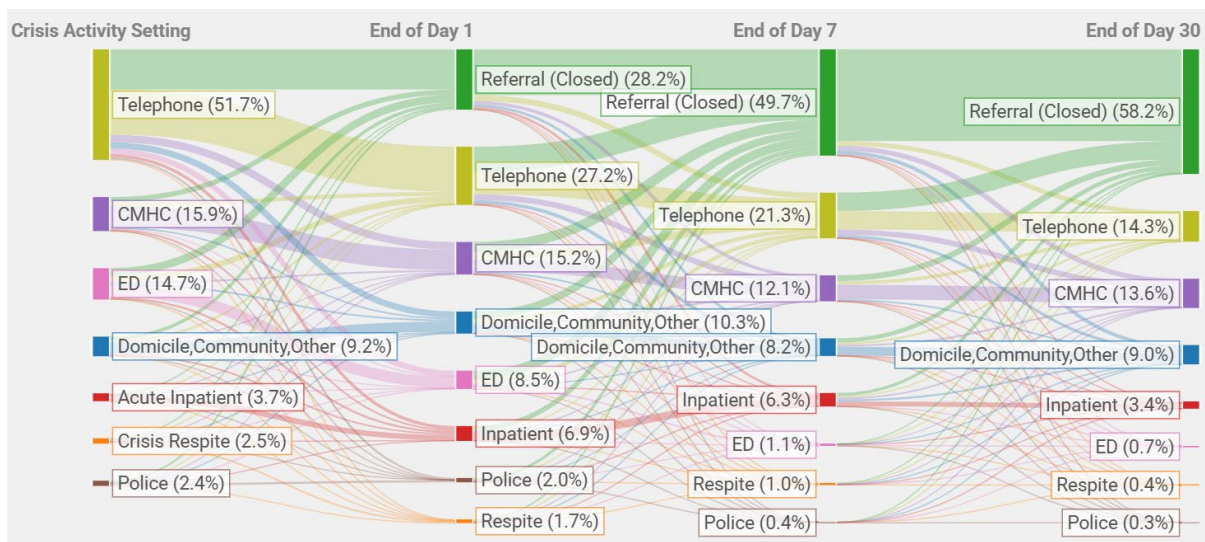 Crisis Activity Setting
End of Day 1
End of Day 7
End of Day 30
Telephone (51.7%)
CMHC (15.9%)
ED (14.7%)
Domicile,Community,Other (9.2%)
Acute Inpatient (3.7%)
Crisis Respite (2.5%)
Police (2.4%)
Referral (Closed) (28.2%)
Telephone (27.2%)
CMHC (15.2%)
Domicile,Community,Other (10.3%)
ED (8.5%)
Inpatient (6.9%)
Police (2.0%)
Respite (1.7%)
Referral (Closed) (49.7%)
Telephone (21.3%)
CMHC (12.1%)
Domicile,Community,Other (8.2%)
Inpatient (6.3%)
ED (1.1%)
Respite (1.0%)
Police (0.4%)
Referral (Closed) (58.2%)
Telephone (14.3%)
CMHC (13.6%)
Domicile,Community,Other (9.0%)
Inpatient (3.4%)
ED (0.7%)
Respite (0.4%)
Police (0.3%)